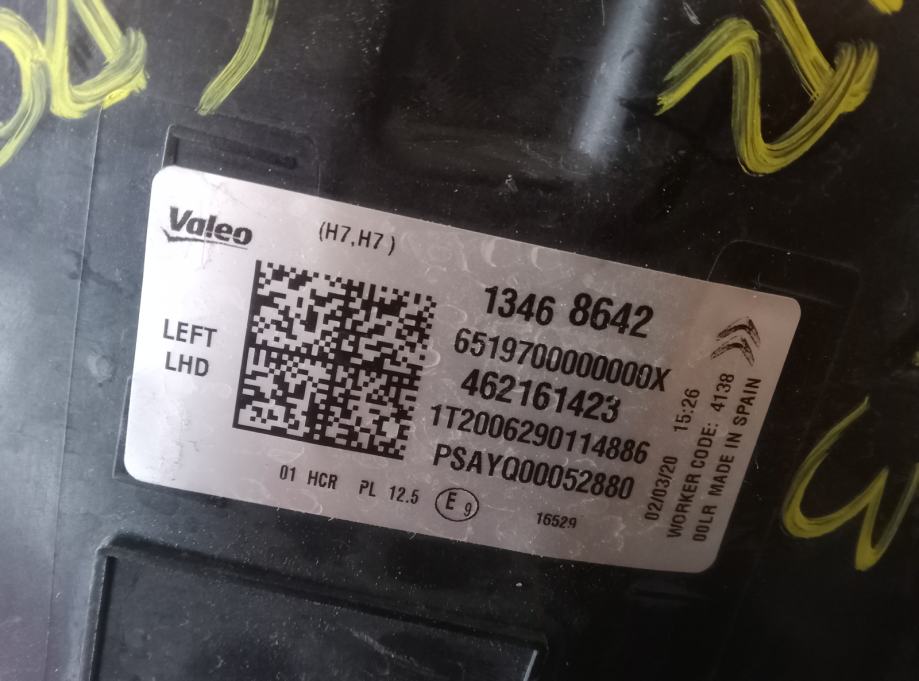 Valeo
(H7,H7)
LEFT
LHD
1346 8642
651970000000X
462161423
1T2006290114886
PSAYQ00052880
01 HCR PL 12.5 E9
16529
02/03/20 15:26
WORKER CODE: 4138
00LR MADE IN SPAIN